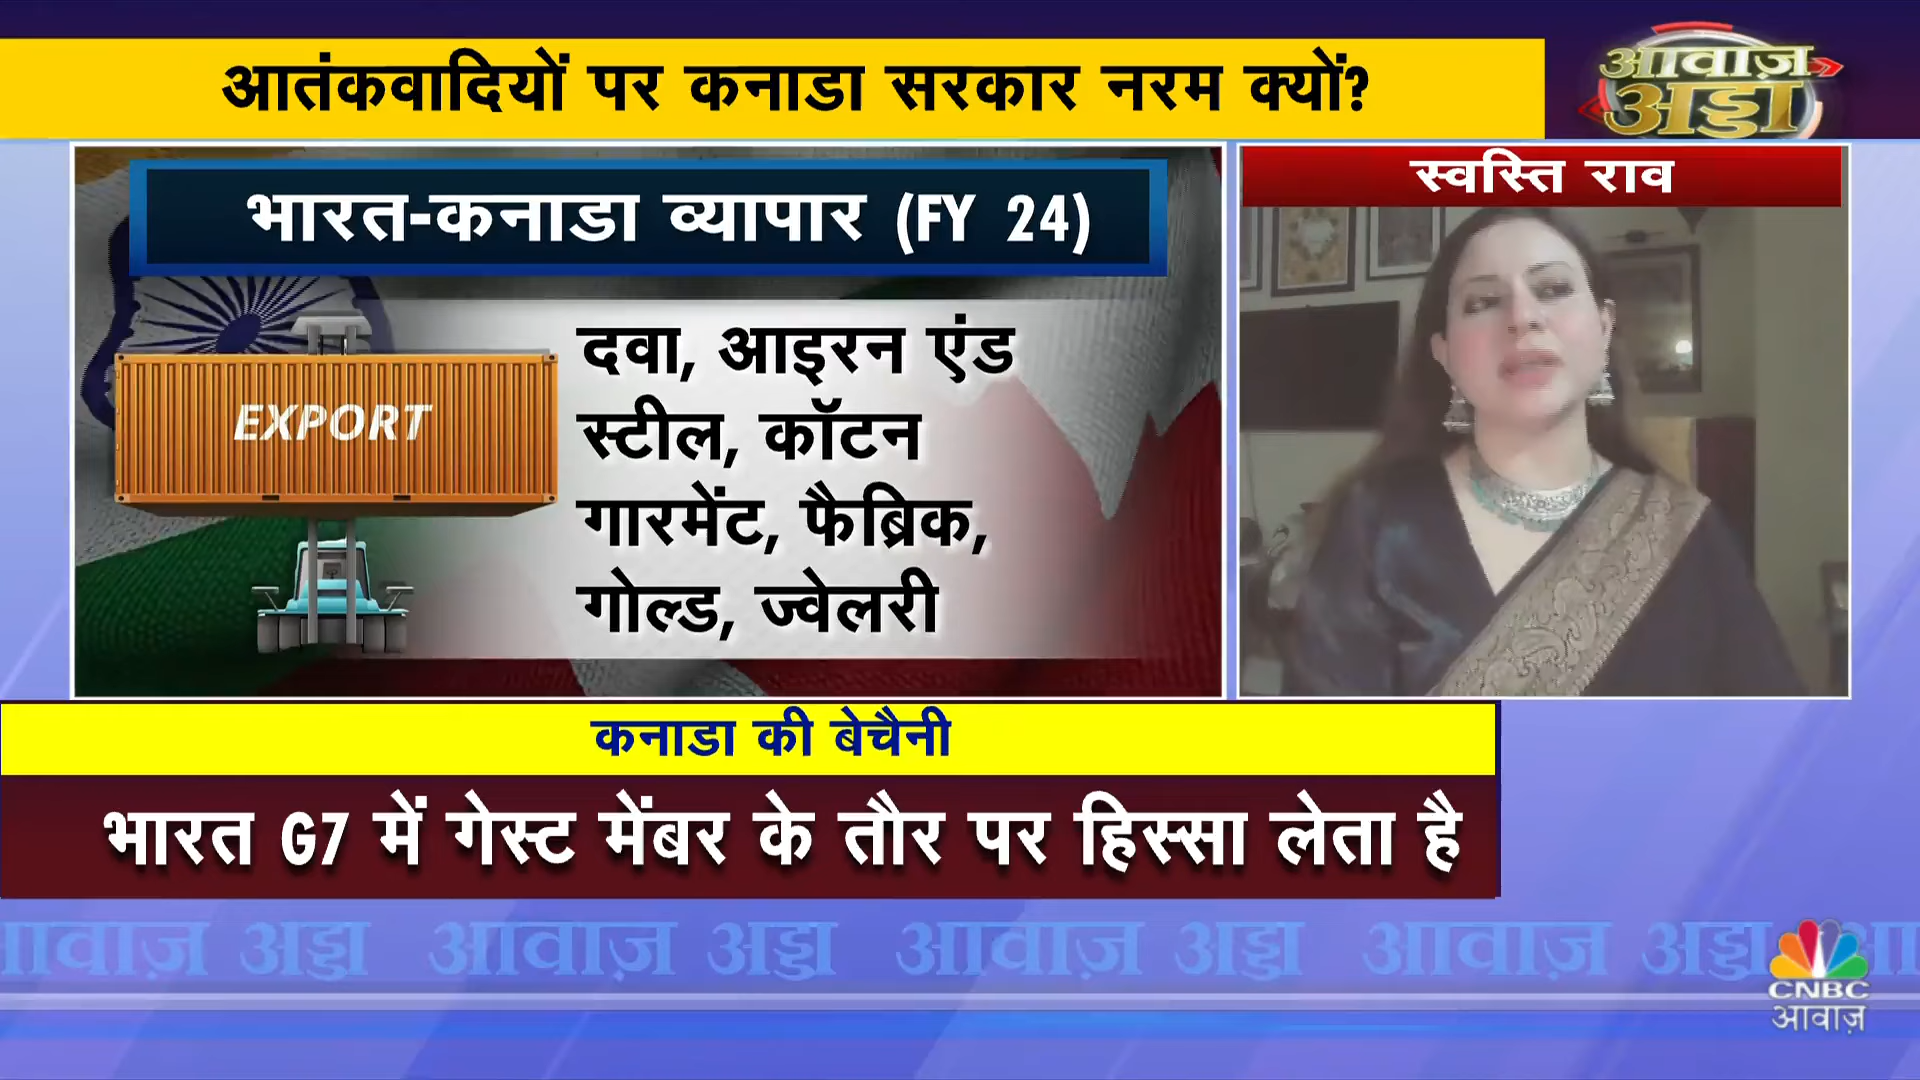 आतंकवादियों पर कनाडा सरकार नरम क्यों?
आवाज़
अड्डा
भारत-कनाडा व्यापार (FY 24)
स्वस्ति राव
EXPORT
दवा, आइरन एंड
स्टील, कॉटन
गारमेंट, फैब्रिक,
गोल्ड, ज्वेलरी
कनाडा की बेचैनी
भारत G7 में गेस्ट मेंबर के तौर पर हिस्सा लेता है
आवाज़ अड्डा आवाज़ अड्डा आवाज़ अड्डा आवाज़ अड्डा
CNBC
आवाज़